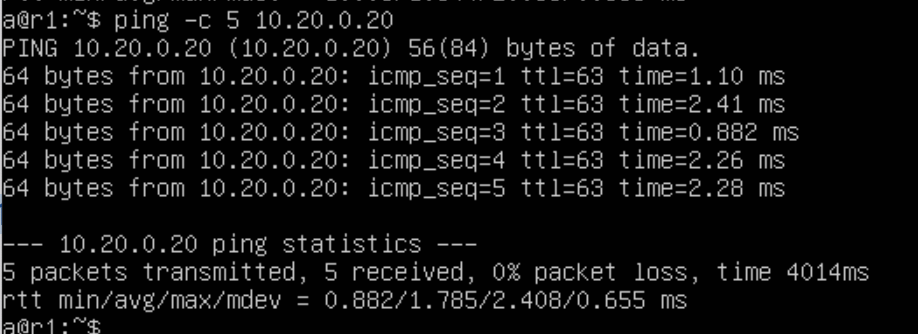 a@r1:~$ ping -c 5 10.20.0.20
PING 10.20.0.20 (10.20.0.20) 56(84) bytes of data.
64 bytes from 10.20.0.20: icmp_seq=1 ttl=63 time=1.10 ms
64 bytes from 10.20.0.20: icmp_seq=2 ttl=63 time=2.41 ms
64 bytes from 10.20.0.20: icmp_seq=3 ttl=63 time=0.882 ms
64 bytes from 10.20.0.20: icmp_seq=4 ttl=63 time=2.26 ms
64 bytes from 10.20.0.20: icmp_seq=5 ttl=63 time=2.28 ms
--- 10.20.0.20 ping statistics ---
5 packets transmitted, 5 received, 0% packet loss, time 4014ms
rtt min/avg/max/mdev = 0.882/1.785/2.408/0.655 ms
a@r1:~$